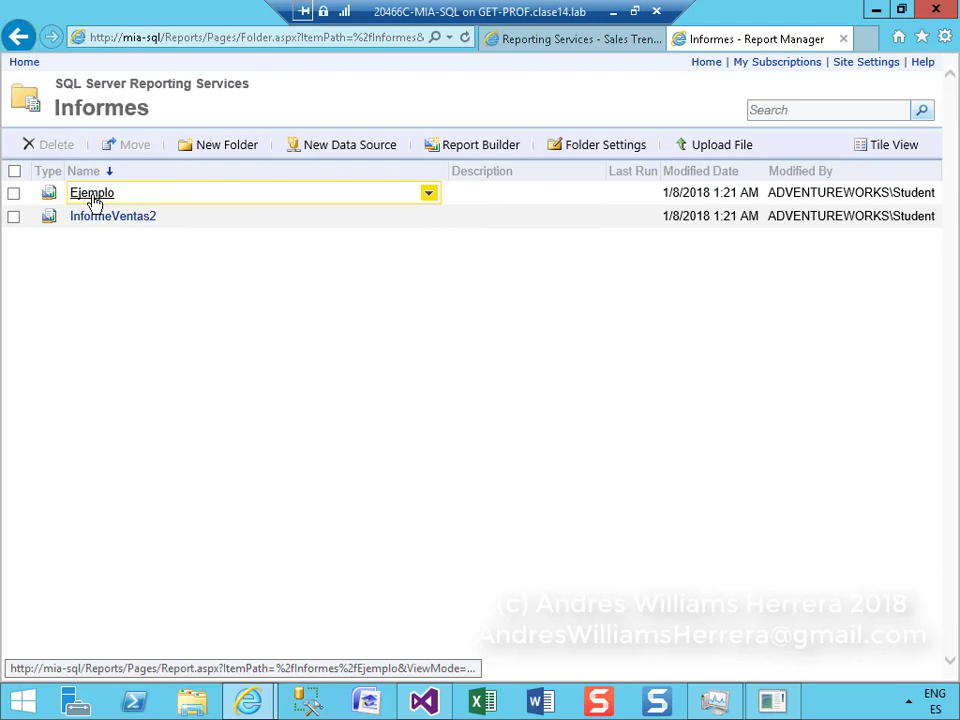 20466C-MIA-SQL on GET-PROF.clase14.lab
http://mia-sql/Reports/Pages/Folder.aspx?ItemPath=%2fInformes&
Reporting Services - Sales Tren...
Informes - Report Manager
Home
Home | My Subscriptions | Site Settings | Help
SQL Server Reporting Services
Informes
Search
Delete Move New Folder New Data Source Report Builder Folder Settings Upload File Tile View
Type Name Description Last Run Modified Date Modified By
Ejemplo 1/8/2018 1:21 AM ADVENTUREWORKS\Student
InformeVentas2 1/8/2018 1:21 AM ADVENTUREWORKS\Student
(c) Andres Williams Herrera 2018
AndresWilliamsHerrera@gmail.com
http://mia-sql/Reports/Pages/Report.aspx?ItemPath=%2fInformes%2fEjemplo&ViewMode=...
ENG
ES